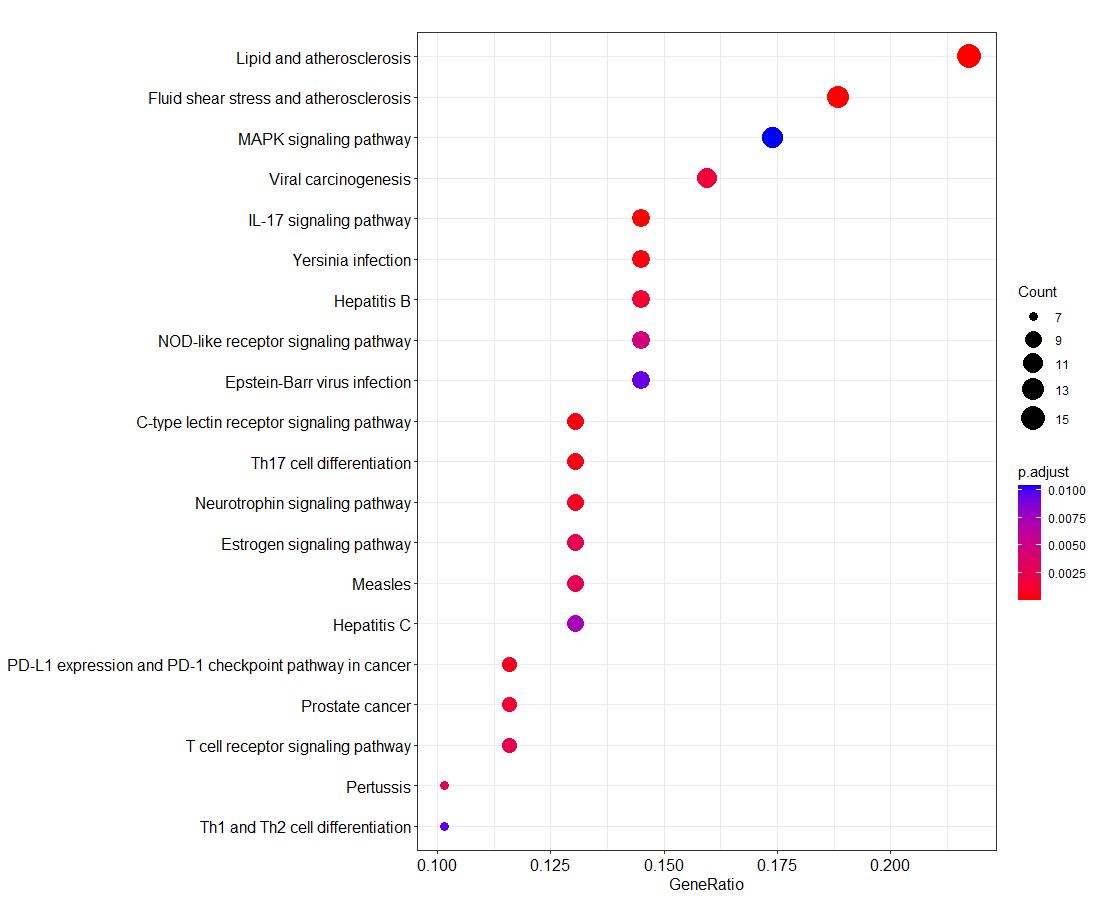 Lipid and atherosclerosis
Fluid shear stress and atherosclerosis
MAPK signaling pathway
Viral carcinogenesis
IL-17 signaling pathway
Yersinia infection
Hepatitis B
NOD-like receptor signaling pathway
Epstein-Barr virus infection
C-type lectin receptor signaling pathway
Th17 cell differentiation
Neurotrophin signaling pathway
Estrogen signaling pathway
Measles
Hepatitis C
PD-L1 expression and PD-1 checkpoint pathway in cancer
Prostate cancer
T cell receptor signaling pathway
Pertussis
Th1 and Th2 cell differentiation
0.100 0.125 0.150 0.175 0.200
GeneRatio
Count
7
9
11
13
15
p.adjust
0.0100
0.0075
0.0050
0.0025